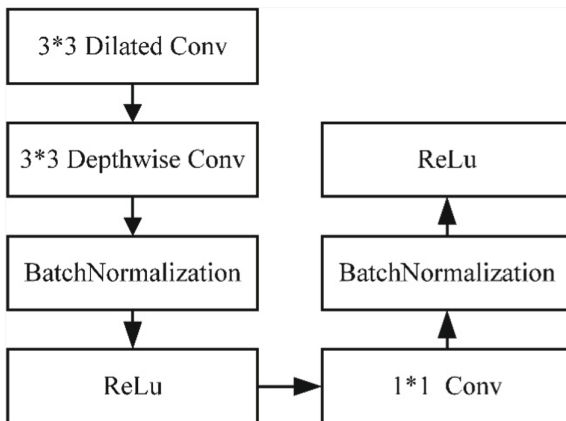 3*3 Dilated Conv
3*3 Depthwise Conv
BatchNormalization
ReLu
1*1 Conv
BatchNormalization
ReLu